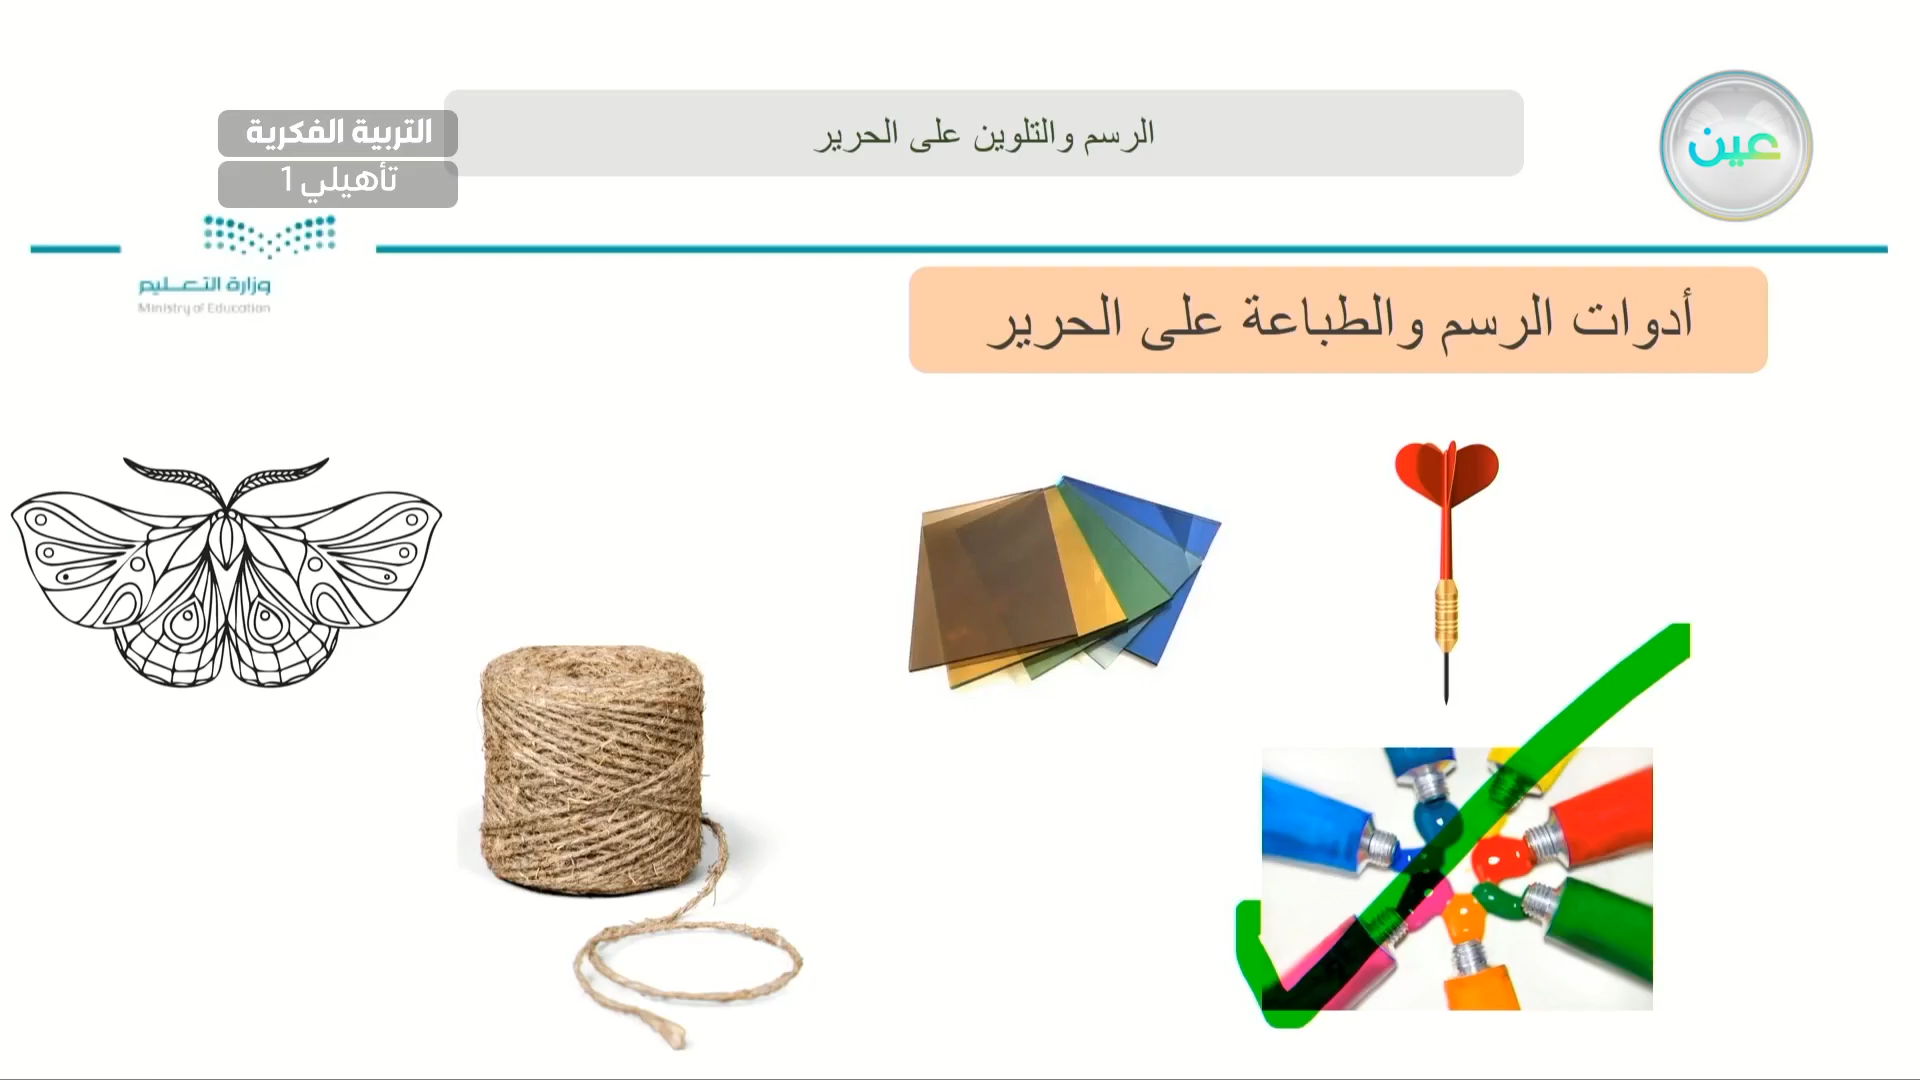 الرسم والتلوين على الحرير
عين
التربية الفكرية
تأهيلي 1
وزارة التعليم
Ministry of Education
أدوات الرسم والطباعة على الحرير